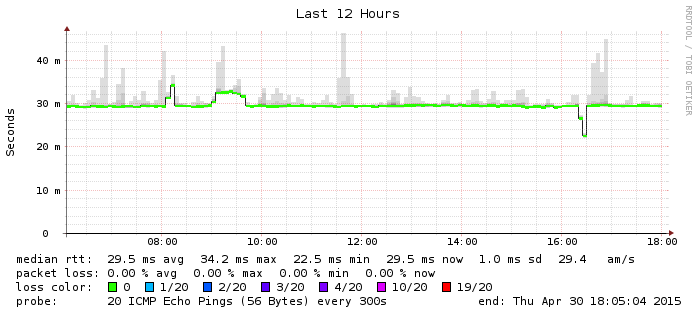 Last 12 Hours
RRDTOOL / TOBI OETIKER
Seconds
40 m
30 m
20 m
10 m
0
08:00 10:00 12:00 14:00 16:00 18:00
median rtt: 29.5 ms avg 34.2 ms max 22.5 ms min 29.5 ms now 1.0 ms sd 29.4 am/s
packet loss: 0.00 % avg 0.00 % max 0.00 % min 0.00 % now
loss color: 0 1/20 2/20 3/20 4/20 10/20 19/20
probe: 20 ICMP Echo Pings (56 Bytes) every 300s end: Thu Apr 30 18:05:04 2015